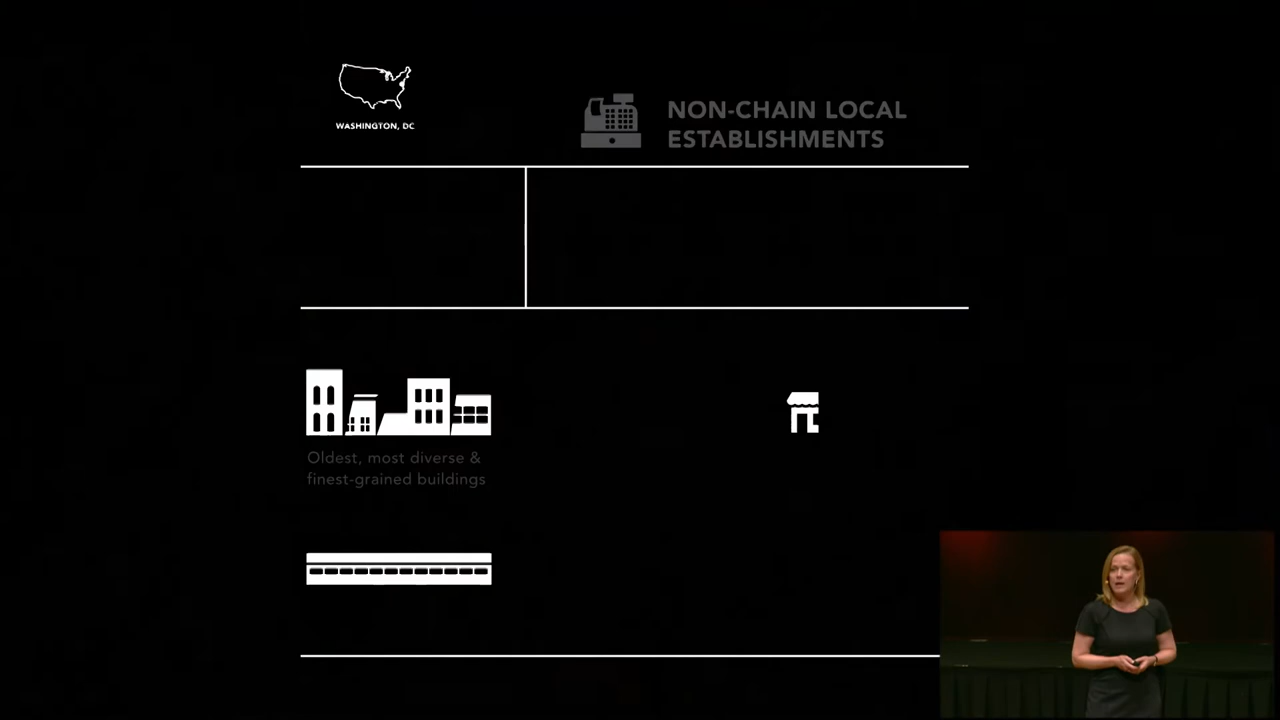 WASHINGTON, DC
NON-CHAIN LOCAL
ESTABLISHMENTS
Oldest, most diverse &
finest-grained buildings